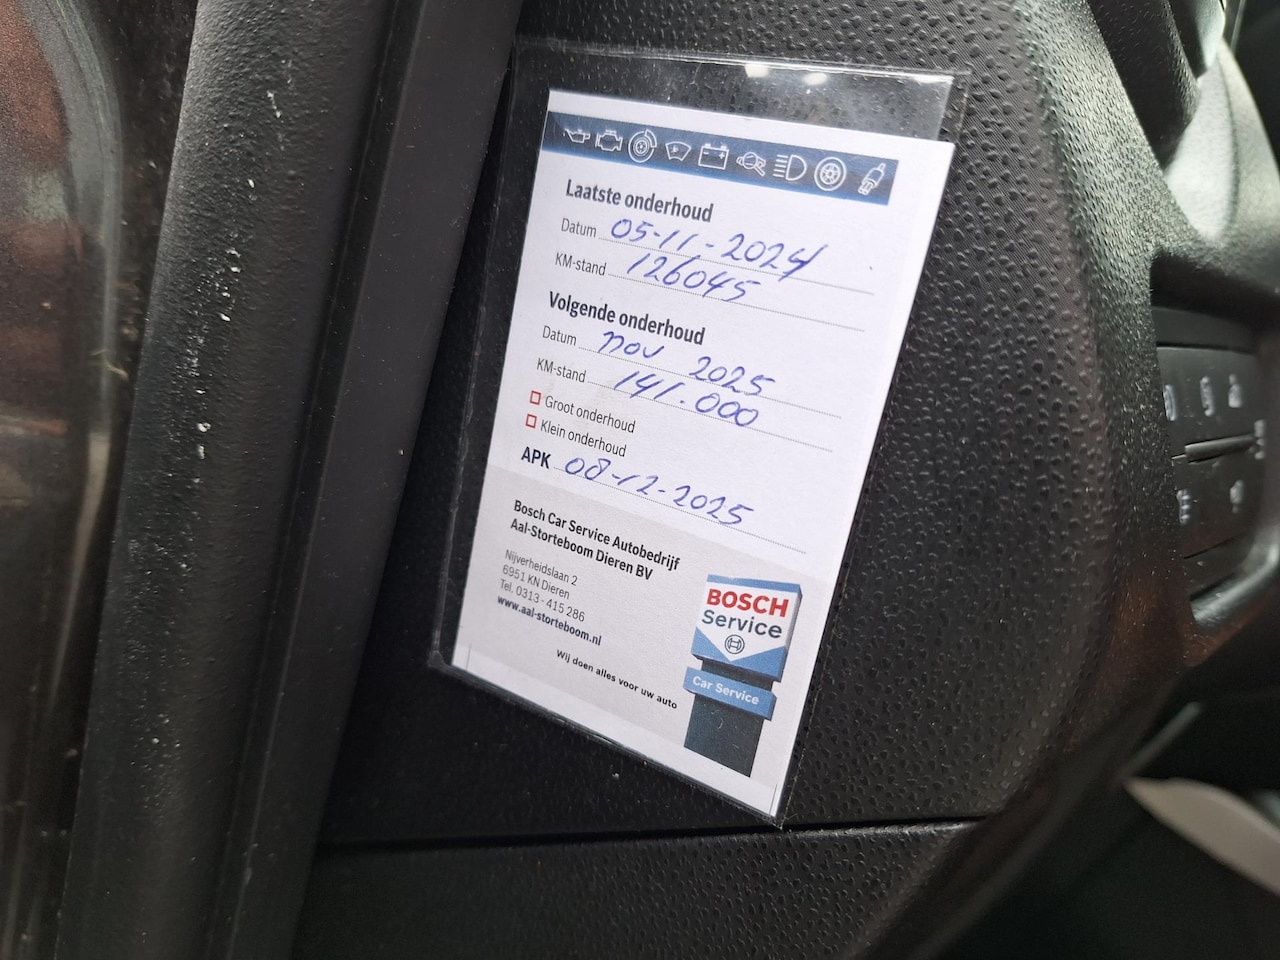 Laatste onderhoud
Datum 05-11-2024
KM-stand 126045
Volgende onderhoud
Datum nov 2025
KM-stand 141.000
Groot onderhoud
Klein onderhoud
APK 08-12-2025
Bosch Car Service Autobedrijf
Aal-Storteboom Dieren BV
Nijverheidslaan 2
6951 KN Dieren
Tel. 0313 - 415 286
www.aal-storteboom.nl
Wij doen alles voor uw auto
BOSCH
Service
Car Service